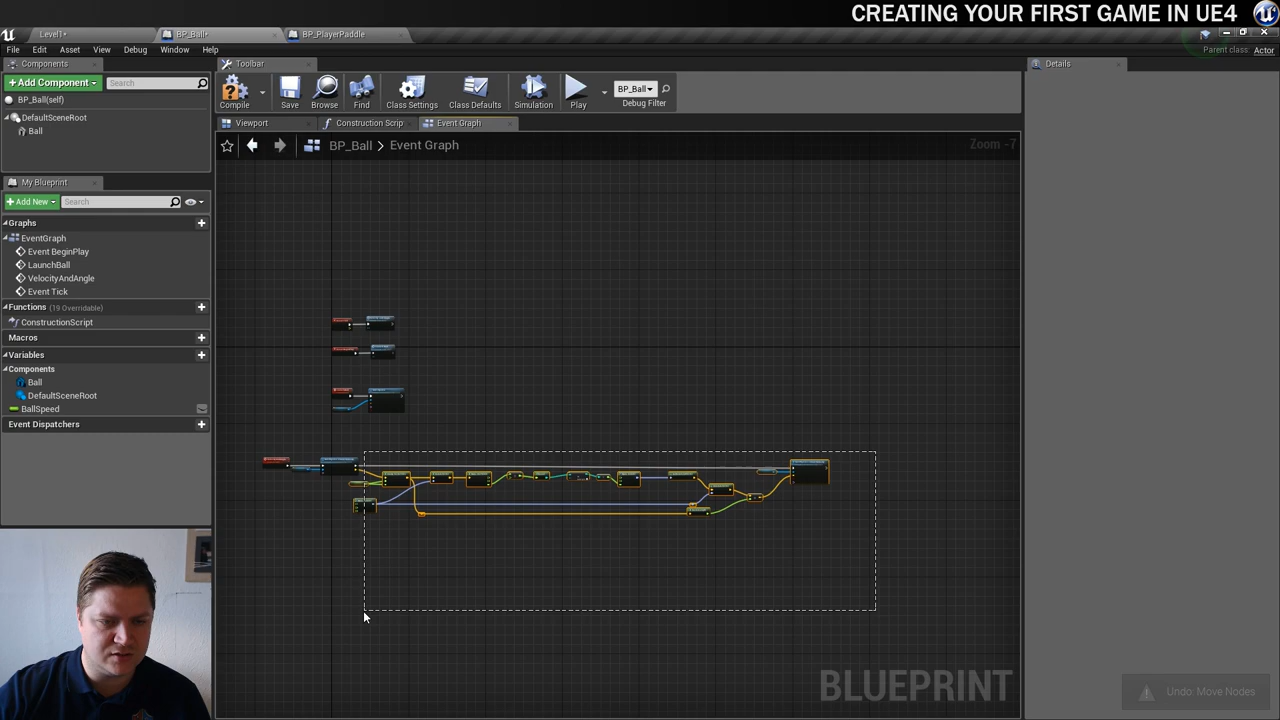 CREATING YOUR FIRST GAME IN UE4
Level1*
BP_Ball*
BP_PlayerPaddle
File Edit Asset View Debug Window Help
Parent class: Actor
Components
Toolbar
Details
+Add Component
Search
BP_Ball(self)
DefaultSceneRoot
Ball
Compile
Save
Browse
Find
Class Settings
Class Defaults
Simulation
Play
BP_Ball
Debug Filter
Viewport
Construction Scrip
Event Graph
BP_Ball > Event Graph
Zoom -7
My Blueprint
+Add New
Search
Graphs
EventGraph
Event BeginPlay
LaunchBall
VelocityAndAngle
Event Tick
Functions (19 Overridable)
ConstructionScript
Macros
Variables
Components
Ball
DefaultSceneRoot
BallSpeed
Event Dispatchers
BLUEPRINT
Undo: Move Nodes